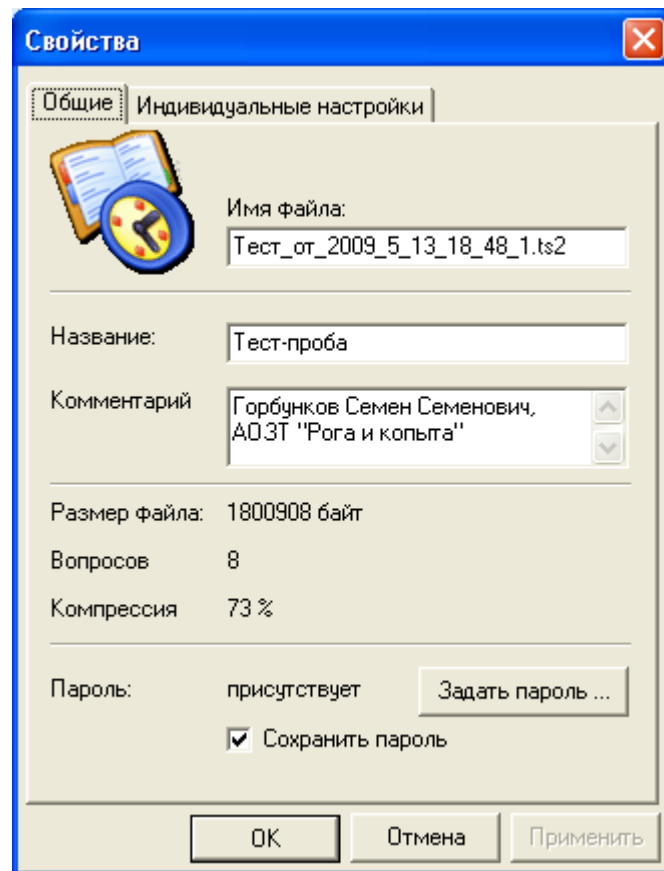 Свойства
Общие Индивидуальные настройки
Имя файла:
Тест_от_2009_5_13_18_48_1.ts2
Название: Тест-проба
Комментарий Горбунков Семен Семенович,
АОЗТ "Рога и копыта"
Размер файла: 1800908 байт
Вопросов 8
Компрессия 73 %
Пароль: присутствует Задать пароль ...
Сохранить пароль
OK Отмена Применить